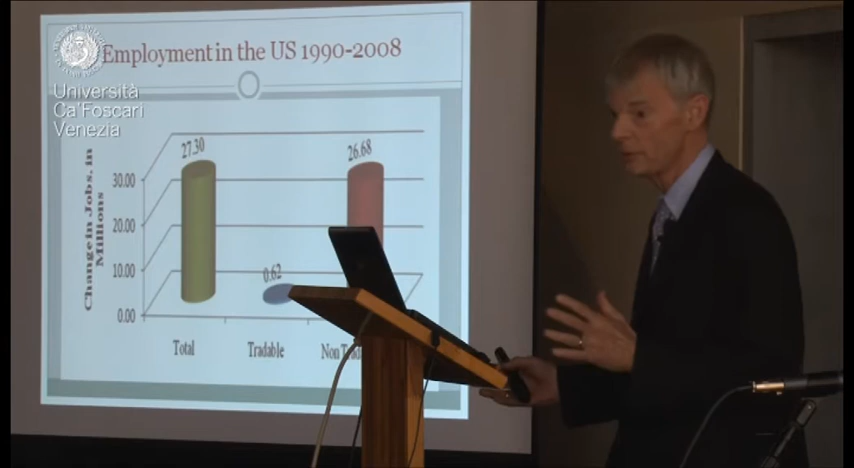 Employment in the US 1990-2008
Università
Ca'Foscari
Venezia
Change in Jobs, in
Millions
30.00
20.00
10.00
0.00
27.30
0.62
26.68
Total
Tradable
Non Trad